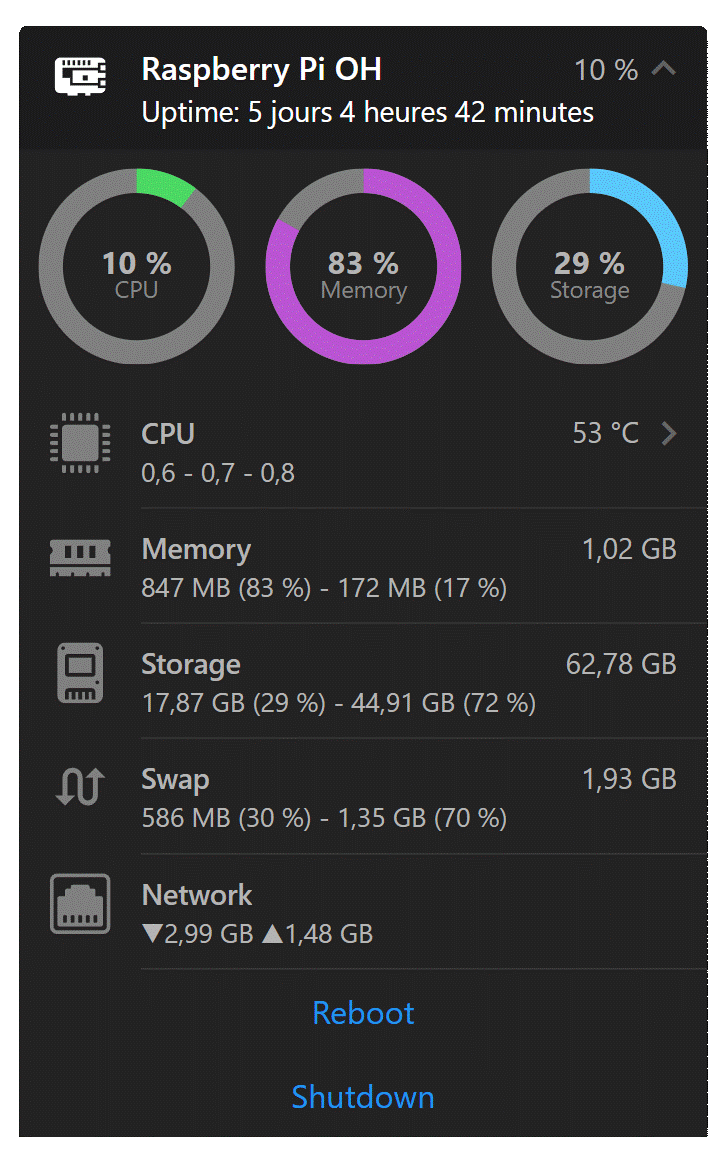 Raspberry Pi OH 10 %
Uptime: 5 jours 4 heures 42 minutes
10 % 83 % 29 %
CPU Memory Storage
CPU 53 °C
0,6 - 0,7 - 0,8
Memory 1,02 GB
847 MB (83 %) - 172 MB (17 %)
Storage 62,78 GB
17,87 GB (29 %) - 44,91 GB (72 %)
Swap 1,93 GB
586 MB (30 %) - 1,35 GB (70 %)
Network
▼2,99 GB ▲1,48 GB
Reboot
Shutdown